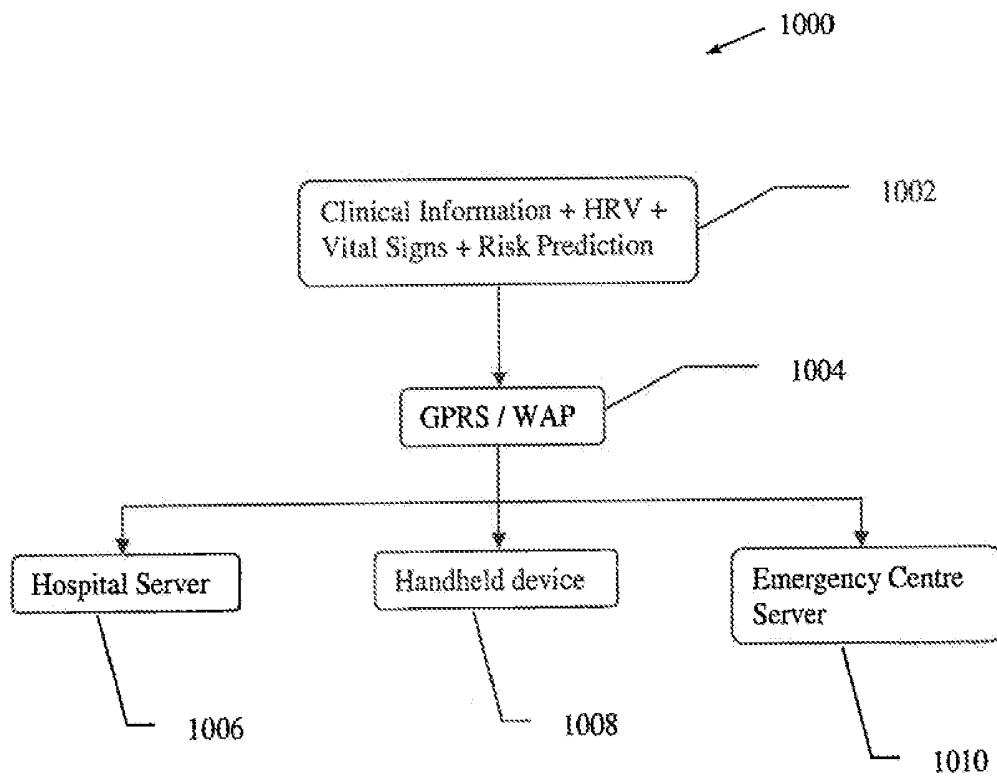 1000
Clinical Information + HRV +
Vital Signs + Risk Prediction
1002
GPRS / WAP
1004
Hospital Server
Handheld device
Emergency Centre
Server
1006
1008
1010